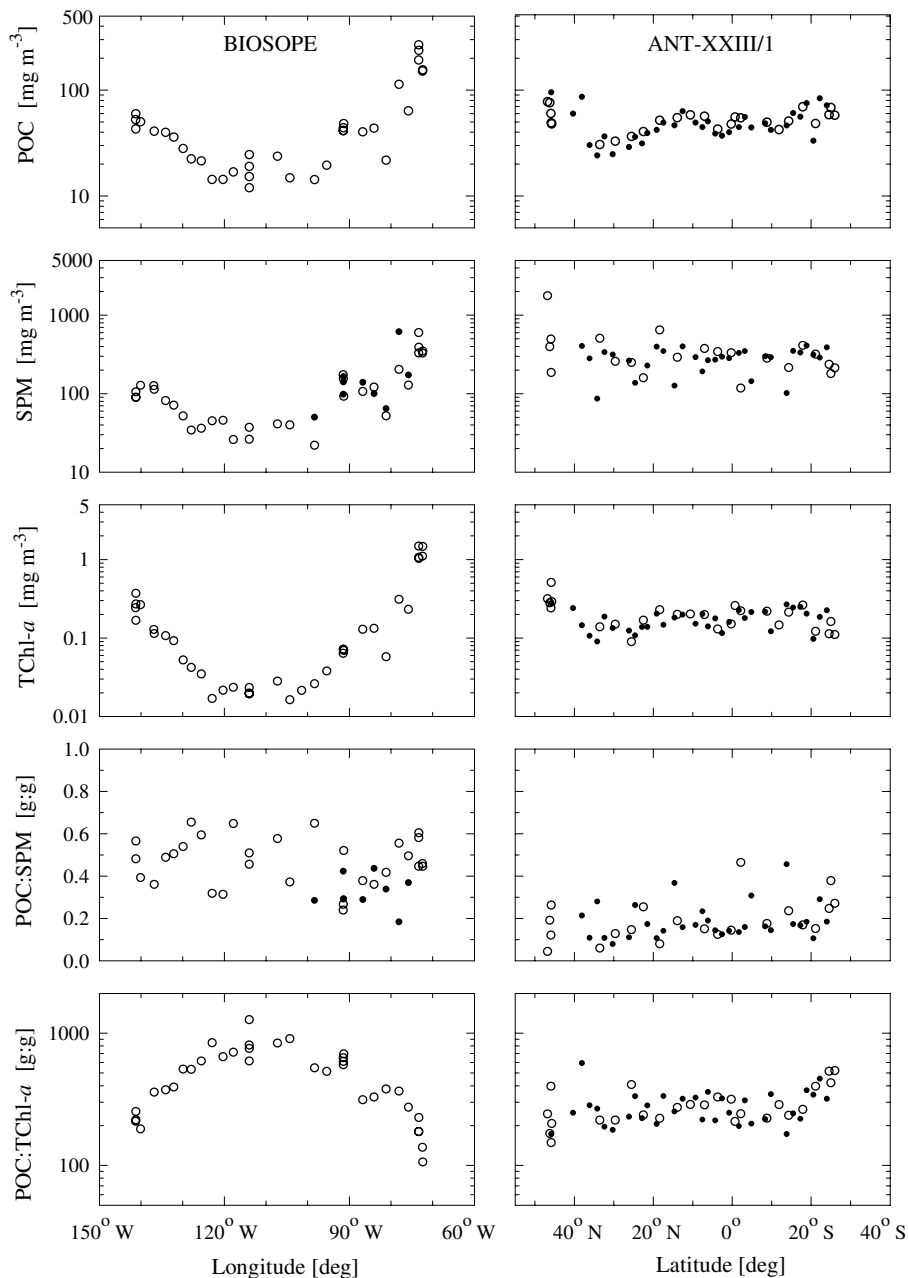 BIOSOPE
ANT-XXIII/1
POC [mg m-3]
500
100
10
SPM [mg m-3]
5000
1000
100
10
TChl-a [mg m-3]
5
1
0.1
0.01
POC:SPM [g:g]
1.0
0.8
0.6
0.4
0.2
0.0
POC:TChl-a [g:g]
1000
100
150° W 120° W 90° W 60° W
40° N 20° N 0° 20° S 40° S
Longitude [deg]
Latitude [deg]